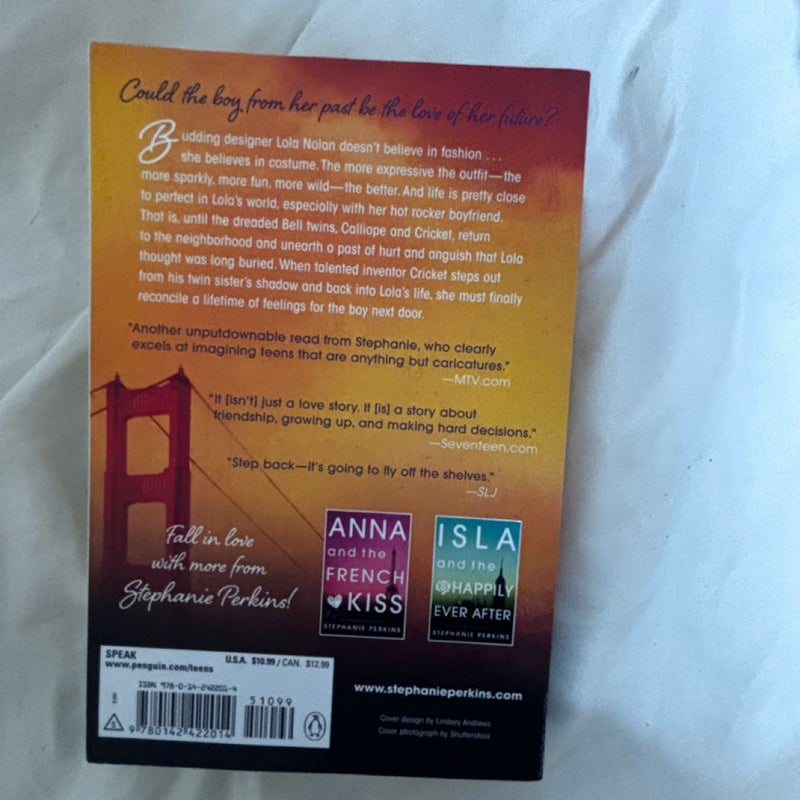 Could the boy from her past be the love of her future?
Budding designer Lola Nolan doesn't believe in fashion ...
she believes in costume. The more expressive the outfit—the
more sparkly, more fun, more wild—the better. And life is pretty close
to perfect in Lola's world, especially with her hot rocker boyfriend.
That is, until the dreaded Bell twins, Calliope and Cricket, return
to the neighborhood and unearth a past of hurt and anguish that Lola
thought was long buried. When talented inventor Cricket steps out
from his twin sister's shadow and back into Lola's life, she must finally
reconcile a lifetime of feelings for the boy next door.
"Another unputdownable read from Stephanie, who clearly
excels at imagining teens that are anything but caricatures."
—MTV.com
"It [isn't] just a love story. It [is] a story about
friendship, growing up, and making hard decisions."
—Seventeen.com
"Step back—it's going to fly off the shelves."
—SLJ
Fall in love
with more from
Stephanie Perkins!
ANNA
and the
FRENCH
KISS
STEPHANIE PERKINS
ISLA
and the
HAPPILY
EVER AFTER
STEPHANIE PERKINS
SPEAK
www.penguin.com/teens
U.S.A. $10.99 / CAN. $12.99
ISBN 978-0-14-242201-4
51099
9 780142 422014
www.stephanieperkins.com
Cover design by Lindsey Andrews
Cover photograph by Shutterstock